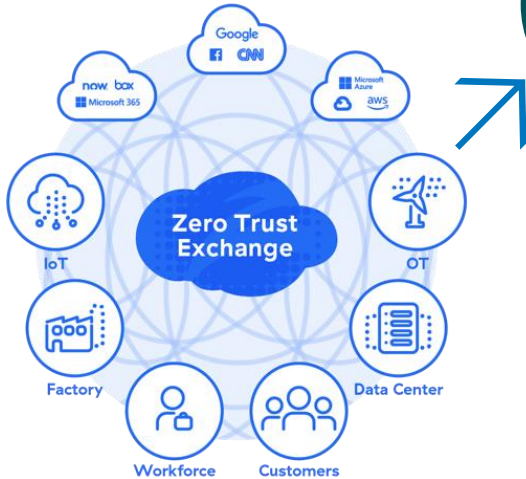 Google
CNN
now box
Microsoft 365
Microsoft
Azure
aws
Zero Trust
Exchange
IoT
OT
Factory
Data Center
Workforce
Customers